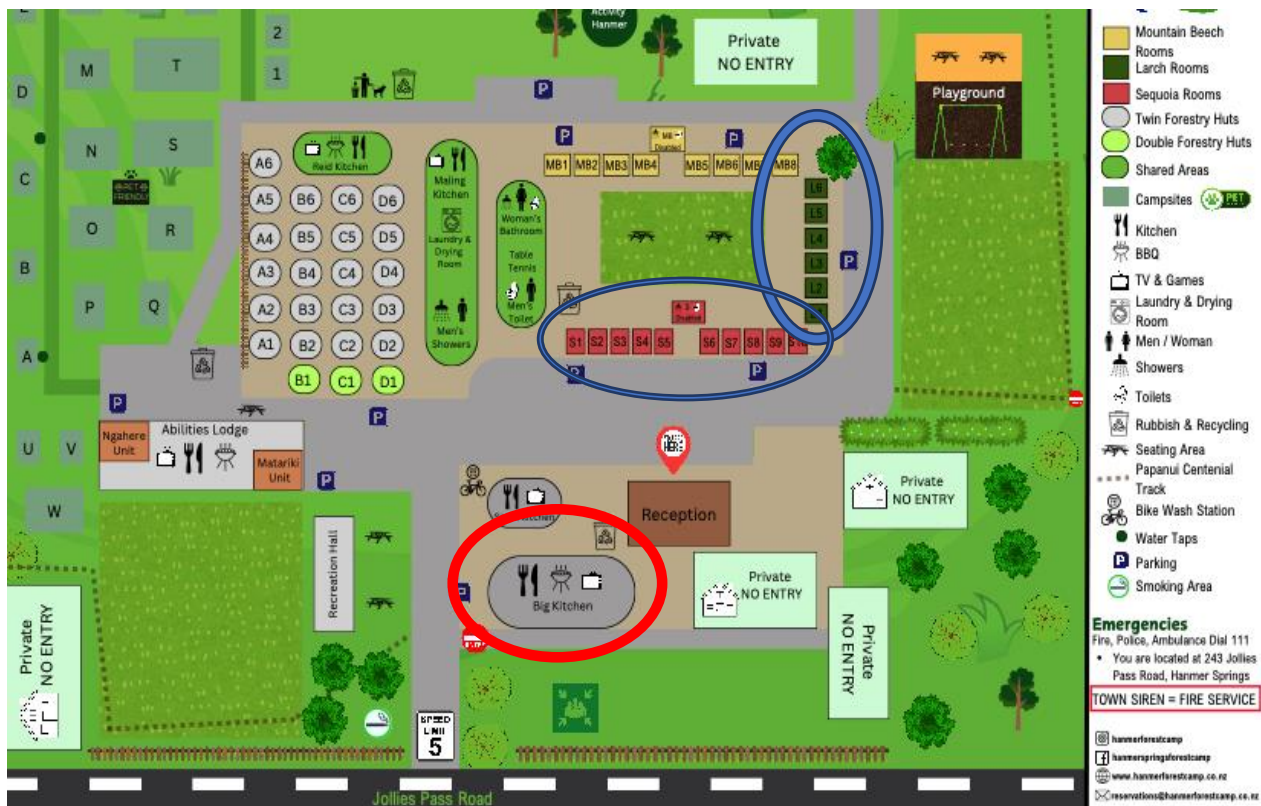 Activity
Hanmer
Private
NO ENTRY
Playground
M
T
2
1
D
N
S
C
PET
FRIENDLY
O
R
B
P
Q
A
U
V
W
A6
Reid Kitchen
A5
B6
C6
D6
A4
B5
C5
D5
A3
B4
C4
D4
A2
B3
C3
D3
A1
B2
C2
D2
B1
C1
D1
Maling
Kitchen
Laundry &
Drying
Room
Men's
Showers
Woman's
Bathroom
Table
Tennis
Men's
Toilet
P
P
P
MB1
MB2
MB3
MB4
Disabled
MB5
MB6
MB8
L6
L5
L4
L3
L2
P
S1
S2
S3
S4
S5
Disabled
S6
S7
S8
S9
P
P
P
P
Abilities Lodge
Ngahere
Unit
Matariki
Unit
P
Recreation Hall
HERE
Reception
Kitchen
Big Kitchen
P
Private
NO ENTRY
Private
NO ENTRY
Private
NO ENTRY
Private
NO ENTRY
SPEED
LIMIT
5
Jollies Pass Road
Mountain Beech
Rooms
Larch Rooms
Sequoia Rooms
Twin Forestry Huts
Double Forestry Huts
Shared Areas
Campsites PET
Kitchen
BBQ
TV & Games
Laundry & Drying
Room
Men / Woman
Showers
Toilets
Rubbish & Recycling
Seating Area
Papanui Centenial
Track
Bike Wash Station
Water Taps
P Parking
Smoking Area
Emergencies
Fire, Police, Ambulance Dial 111
• You are located at 243 Jollies
Pass Road, Hanmer Springs
TOWN SIREN = FIRE SERVICE
hanmerforestcamp
hanmerspringsforestcamp
www.hanmerforestcamp.co.nz
reservations@hanmerforestcamp.co.nz